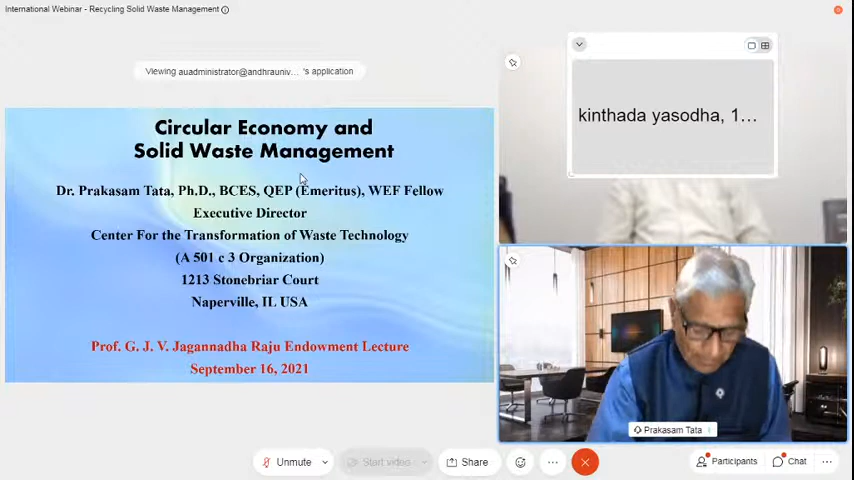 International Webinar - Recycling Solid Waste Management
Viewing auadministrator@andhrauniv... 's application
kinthada yasodha, 1...
Circular Economy and
Solid Waste Management
Dr. Prakasam Tata, Ph.D., BCES, QEP (Emeritus), WEF Fellow
Executive Director
Center For the Transformation of Waste Technology
(A 501 c 3 Organization)
1213 Stonebriar Court
Naperville, IL USA
Prof. G. J. V. Jagannadha Raju Endowment Lecture
September 16, 2021
Prakasam Tata
Unmute
Start video
Share
Participants
Chat